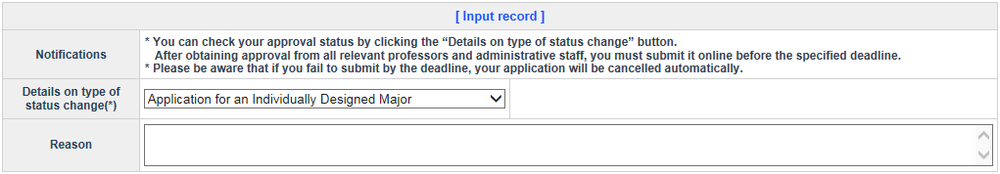 [ Input record ]
Notifications
* You can check your approval status by clicking the “Details on type of status change” button.
After obtaining approval from all relevant professors and administrative staff, you must submit it online before the specified deadline.
* Please be aware that if you fail to submit by the deadline, your application will be cancelled automatically.
Details on type of
status change(*)
Application for an Individually Designed Major
Reason